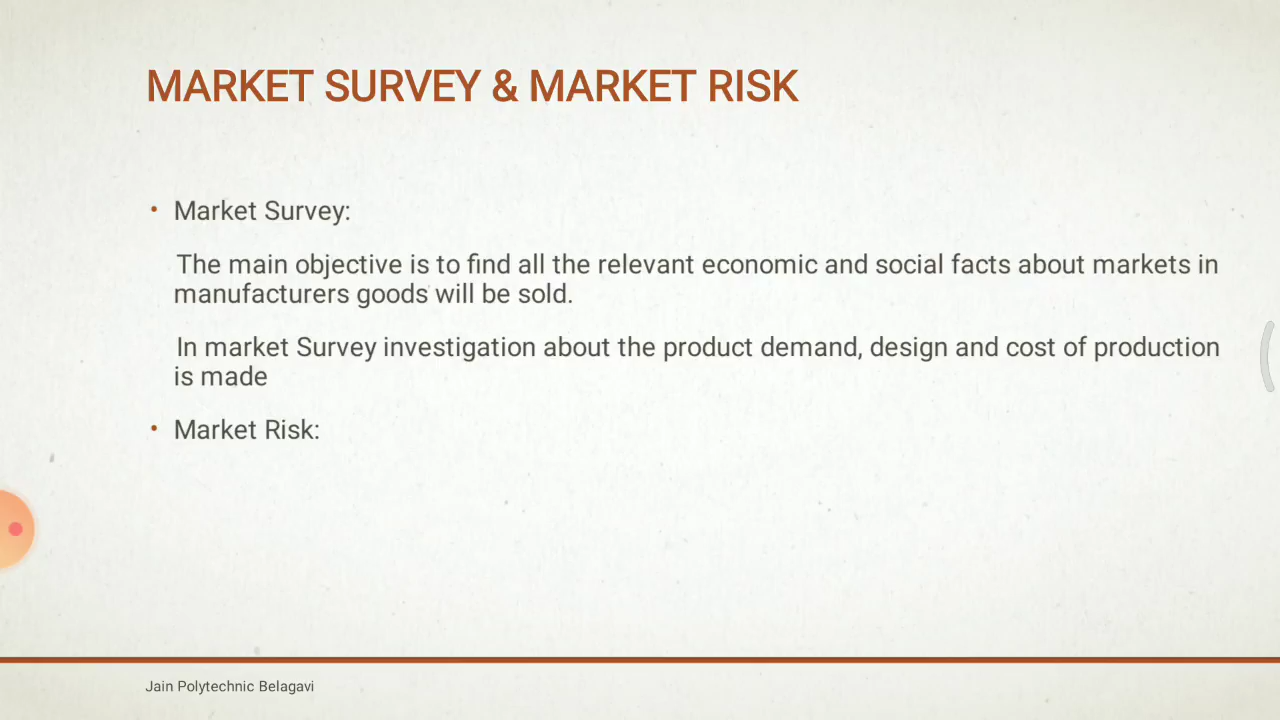 MARKET SURVEY & MARKET RISK
• Market Survey:
The main objective is to find all the relevant economic and social facts about markets in
manufacturers goods will be sold.
In market Survey investigation about the product demand, design and cost of production
is made
• Market Risk:
Jain Polytechnic Belagavi